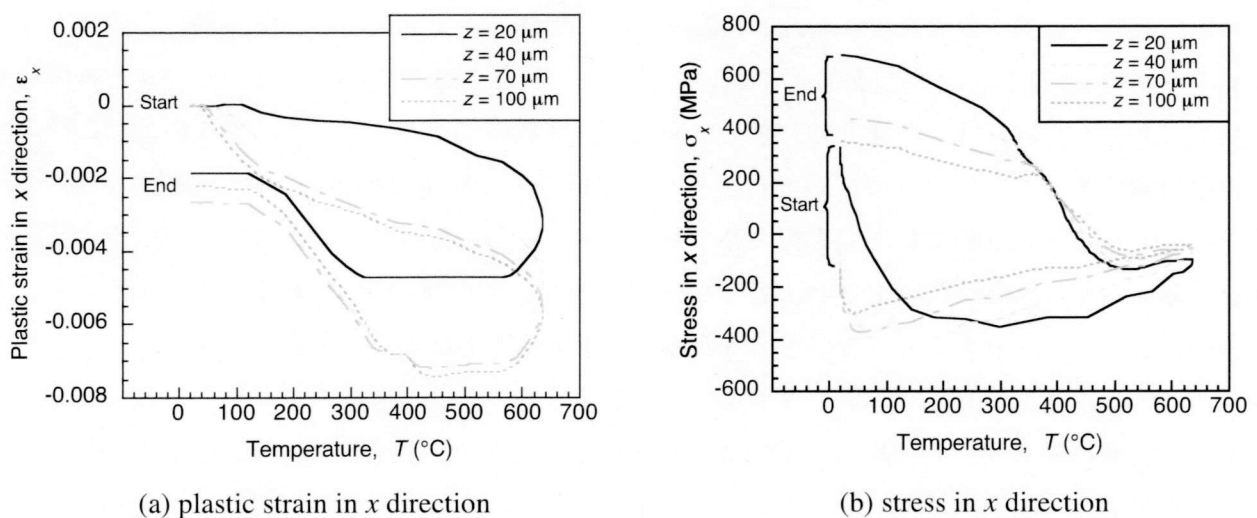 0.002
0
-0.002
-0.004
-0.006
-0.008
Plastic strain in x direction, εₓ
Start
End
z = 20 μm
z = 40 μm
z = 70 μm
z = 100 μm
0 100 200 300 400 500 600 700
Temperature, T (°C)
(a) plastic strain in x direction
800
600
400
200
0
-200
-400
-600
Stress in x direction, σₓ (MPa)
End
Start
z = 20 μm
z = 40 μm
z = 70 μm
z = 100 μm
0 100 200 300 400 500 600 700
Temperature, T (°C)
(b) stress in x direction